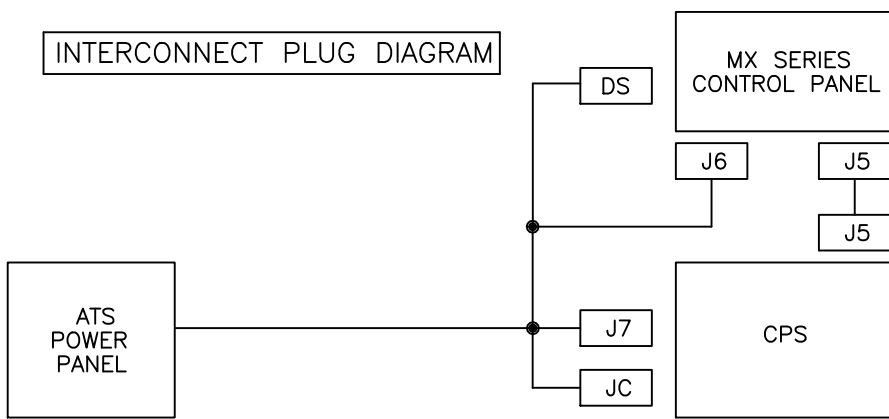 INTERCONNECT PLUG DIAGRAM
MX SERIES
CONTROL PANEL
DS
J6
J5
J5
ATS
POWER
PANEL
J7
CPS
JC